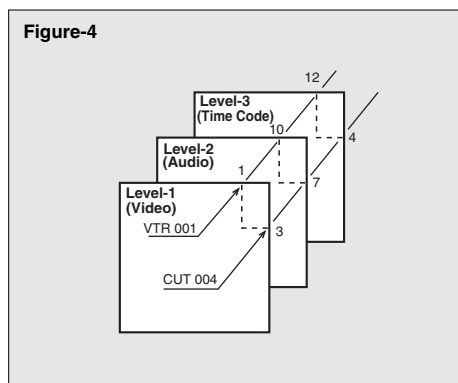 Figure-4
12
Level-3
(Time Code)
4
10
Level-2
(Audio)
7
1
Level-1
(Video)
VTR 001
3
CUT 004